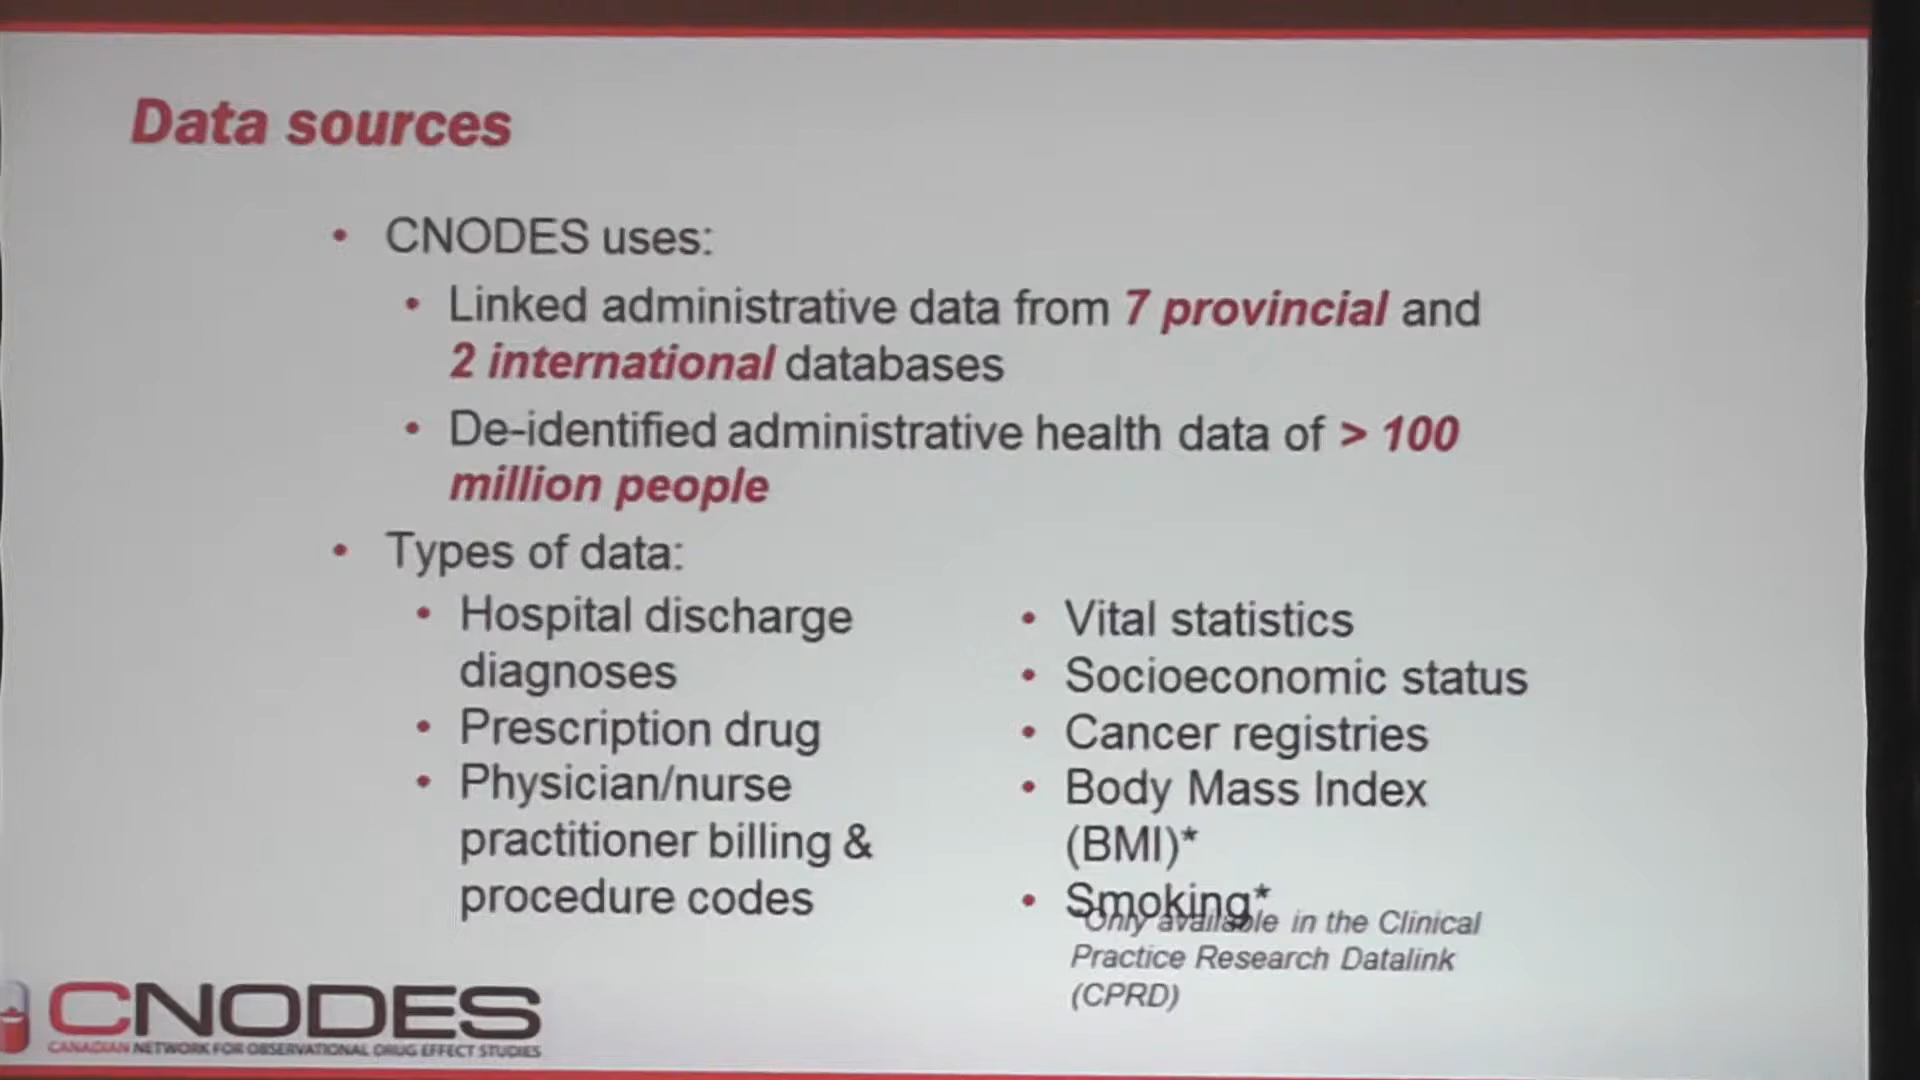 Data sources
• CNODES uses:
• Linked administrative data from 7 provincial and
2 international databases
• De-identified administrative health data of > 100
million people
• Types of data:
• Hospital discharge
diagnoses
• Prescription drug
• Physician/nurse
practitioner billing &
procedure codes
• Vital statistics
• Socioeconomic status
• Cancer registries
• Body Mass Index
(BMI)*
• Smoking*
*Only available in the Clinical
Practice Research Datalink
(CPRD)
CNODES
CANADIAN NETWORK FOR OBSERVATIONAL DRUG EFFECT STUDIES